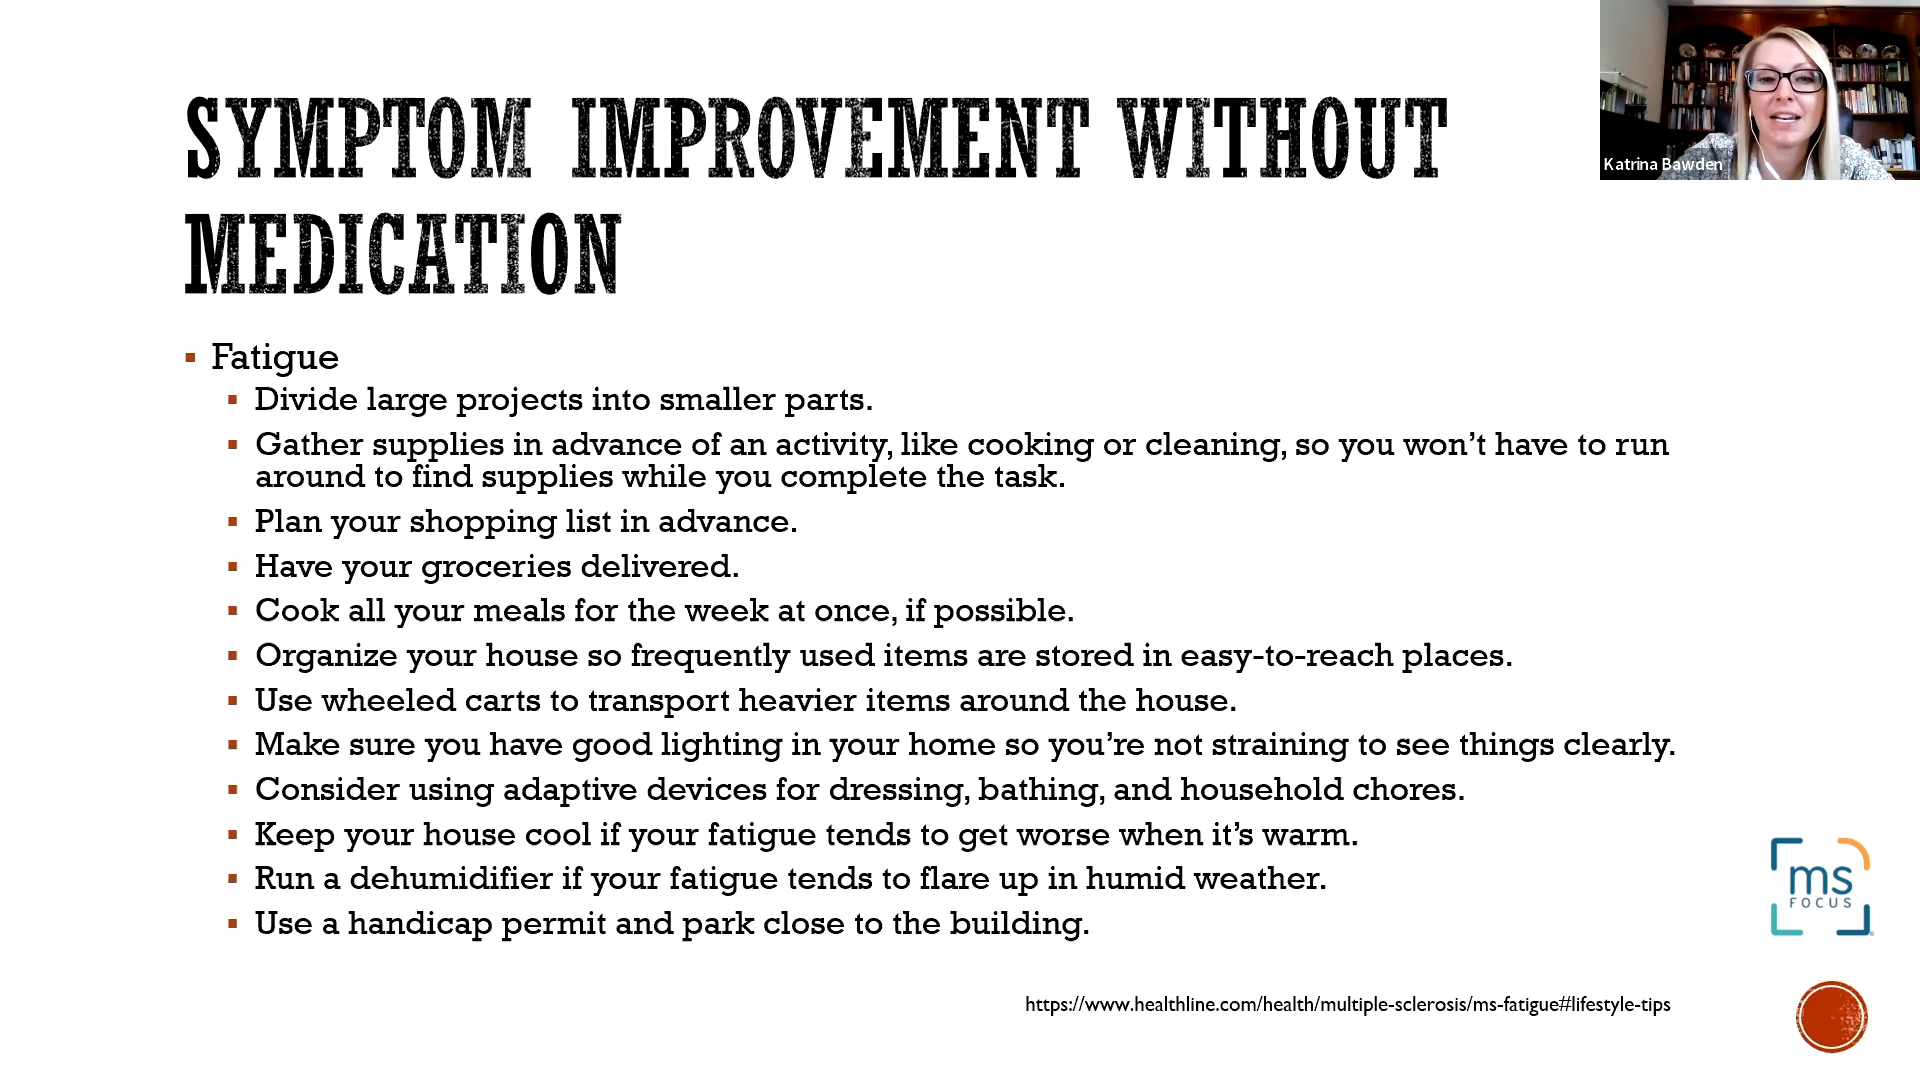 SYMPTOM IMPROVEMENT WITHOUT
MEDICATION
Katrina Bawden
▪ Fatigue
▪ Divide large projects into smaller parts.
▪ Gather supplies in advance of an activity, like cooking or cleaning, so you won’t have to run
around to find supplies while you complete the task.
▪ Plan your shopping list in advance.
▪ Have your groceries delivered.
▪ Cook all your meals for the week at once, if possible.
▪ Organize your house so frequently used items are stored in easy-to-reach places.
▪ Use wheeled carts to transport heavier items around the house.
▪ Make sure you have good lighting in your home so you’re not straining to see things clearly.
▪ Consider using adaptive devices for dressing, bathing, and household chores.
▪ Keep your house cool if your fatigue tends to get worse when it’s warm.
▪ Run a dehumidifier if your fatigue tends to flare up in humid weather.
▪ Use a handicap permit and park close to the building.
ms
FOCUS
https://www.healthline.com/health/multiple-sclerosis/ms-fatigue#lifestyle-tips